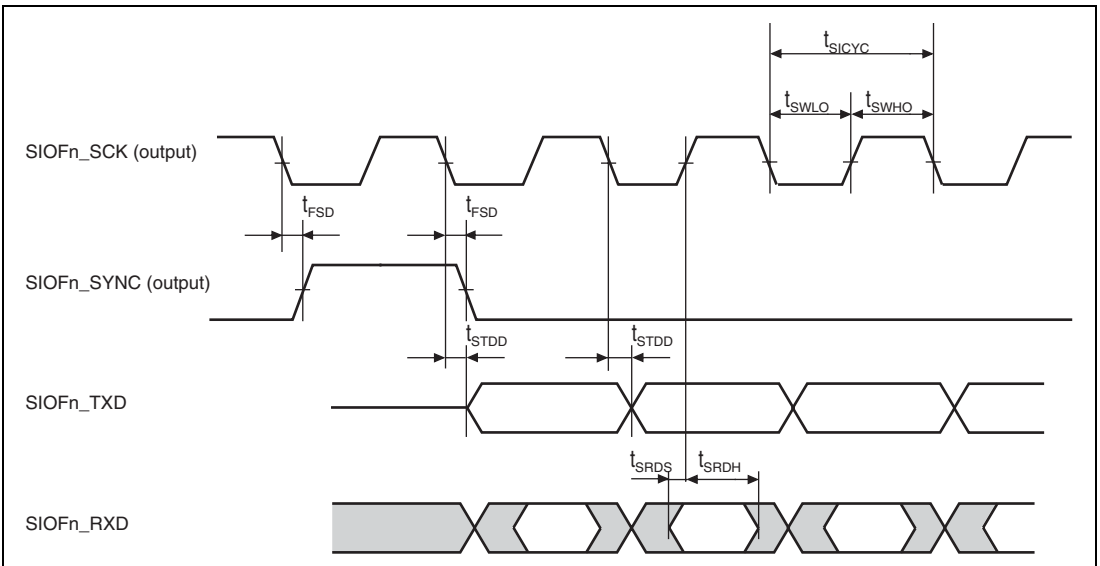 tSICYC
tSWLO tSWHO
SIOFn_SCK (output)
tFSD tFSD
SIOFn_SYNC (output)
tSTDD tSTDD
SIOFn_TXD
tSRDS tSRDH
SIOFn_RXD